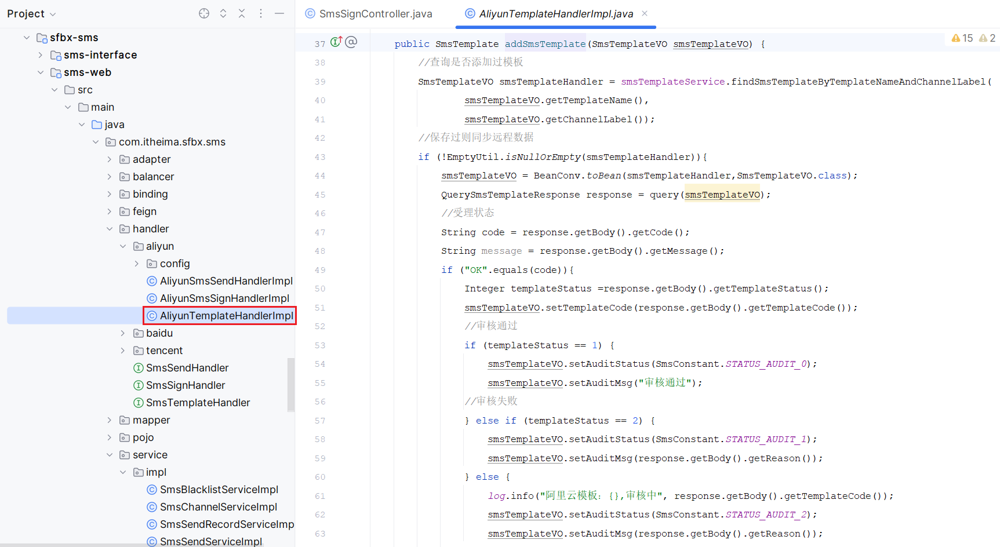 Project
sfbx-sms
sms-interface
sms-web
src
main
java
com.itheima.sfbx.sms
adapter
balancer
binding
feign
handler
aliyun
config
AliyunSmsSendHandlerImpl
AliyunSmsSignHandlerImpl
AliyunTemplateHandlerImpl
baidu
tencent
SmsSendHandler
SmsSignHandler
SmsTemplateHandler
mapper
pojo
service
impl
SmsBlacklistServiceImpl
SmsChannelServiceImpl
SmsSendRecordServiceImp
SmsSendServiceImpl
SmsSignController.java
AliyunTemplateHandlerImpl.java
15 2
37 public SmsTemplate addSmsTemplate(SmsTemplateVO smsTemplateVO) {
38 //查询是否添加过模板
39 SmsTemplateVO smsTemplateHandler = smsTemplateService.findSmsTemplateByTemplateNameAndChannelLabel(
40 smsTemplateVO.getTemplateName(),
41 smsTemplateVO.getChannelLabel());
42 //保存过则同步远程数据
43 if (!EmptyUtil.isNullOrEmpty(smsTemplateHandler)){
44 smsTemplateVO = BeanConv.toBean(smsTemplateHandler,SmsTemplateVO.class);
45 QuerySmsTemplateResponse response = query(smsTemplateVO);
46 //受理状态
47 String code = response.getBody().getCode();
48 String message = response.getBody().getMessage();
49 if ("OK".equals(code)){
50 Integer templateStatus =response.getBody().getTemplateStatus();
51 smsTemplateVO.setTemplateCode(response.getBody().getTemplateCode());
52 //审核通过
53 if (templateStatus == 1) {
54 smsTemplateVO.setAuditStatus(SmsConstant.STATUS_AUDIT_0);
55 smsTemplateVO.setAuditMsg("审核通过");
56 //审核失败
57 } else if (templateStatus == 2) {
58 smsTemplateVO.setAuditStatus(SmsConstant.STATUS_AUDIT_1);
59 smsTemplateVO.setAuditMsg(response.getBody().getReason());
60 } else {
61 log.info("阿里云模板：{},审核中", response.getBody().getTemplateCode());
62 smsTemplateVO.setAuditStatus(SmsConstant.STATUS_AUDIT_2);
63 smsTemplateVO.setAuditMsg(response.getBody().getReason());